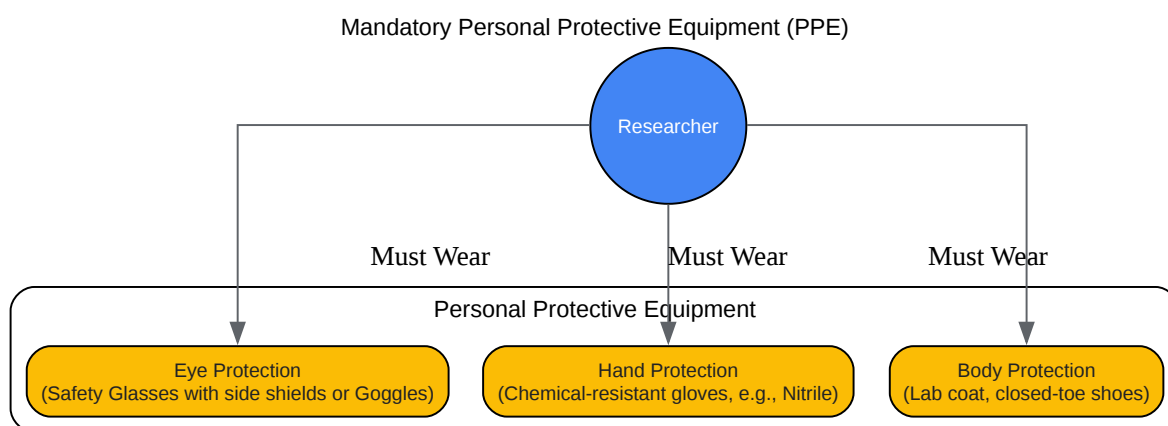 Mandatory Personal Protective Equipment (PPE)
Researcher
Must Wear
Must Wear
Must Wear
Personal Protective Equipment
Eye Protection
(Safety Glasses with side shields or Goggles)
Hand Protection
(Chemical-resistant gloves, e.g., Nitrile)
Body Protection
(Lab coat, closed-toe shoes)